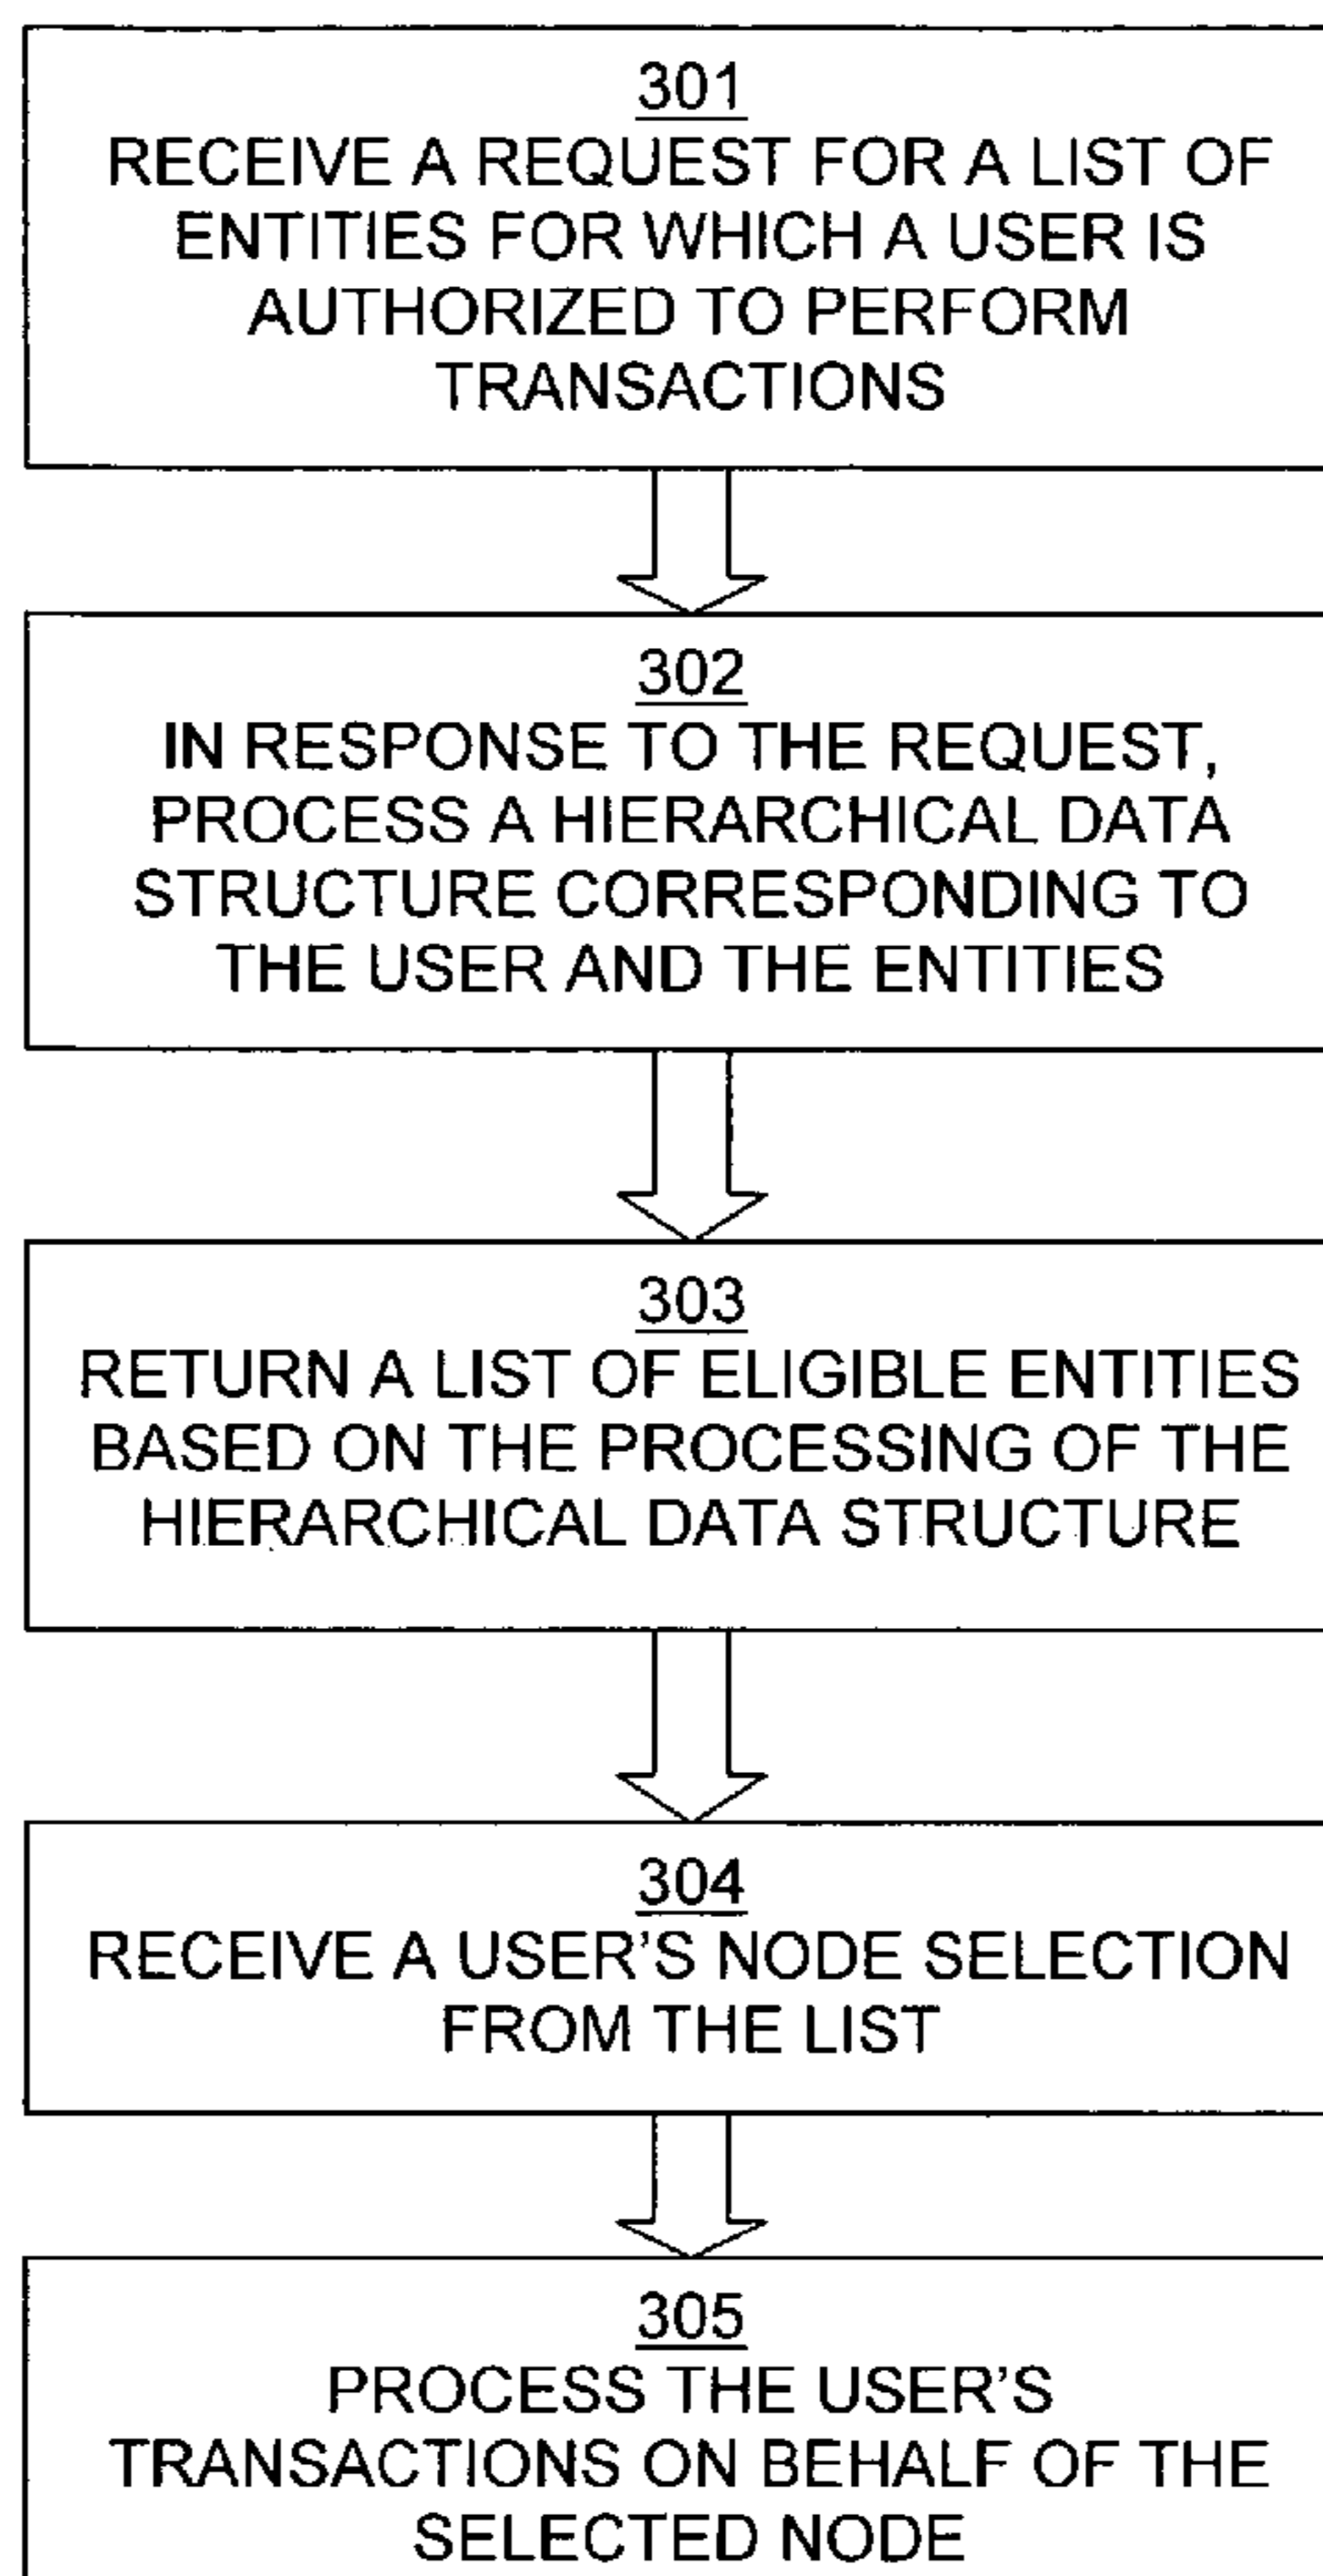 301
RECEIVE A REQUEST FOR A LIST OF
ENTITIES FOR WHICH A USER IS
AUTHORIZED TO PERFORM
TRANSACTIONS
302
IN RESPONSE TO THE REQUEST,
PROCESS A HIERARCHICAL DATA
STRUCTURE CORRESPONDING TO
THE USER AND THE ENTITIES
303
RETURN A LIST OF ELIGIBLE ENTITIES
BASED ON THE PROCESSING OF THE
HIERARCHICAL DATA STRUCTURE
304
RECEIVE A USER'S NODE SELECTION
FROM THE LIST
305
PROCESS THE USER'S
TRANSACTIONS ON BEHALF OF THE
SELECTED NODE